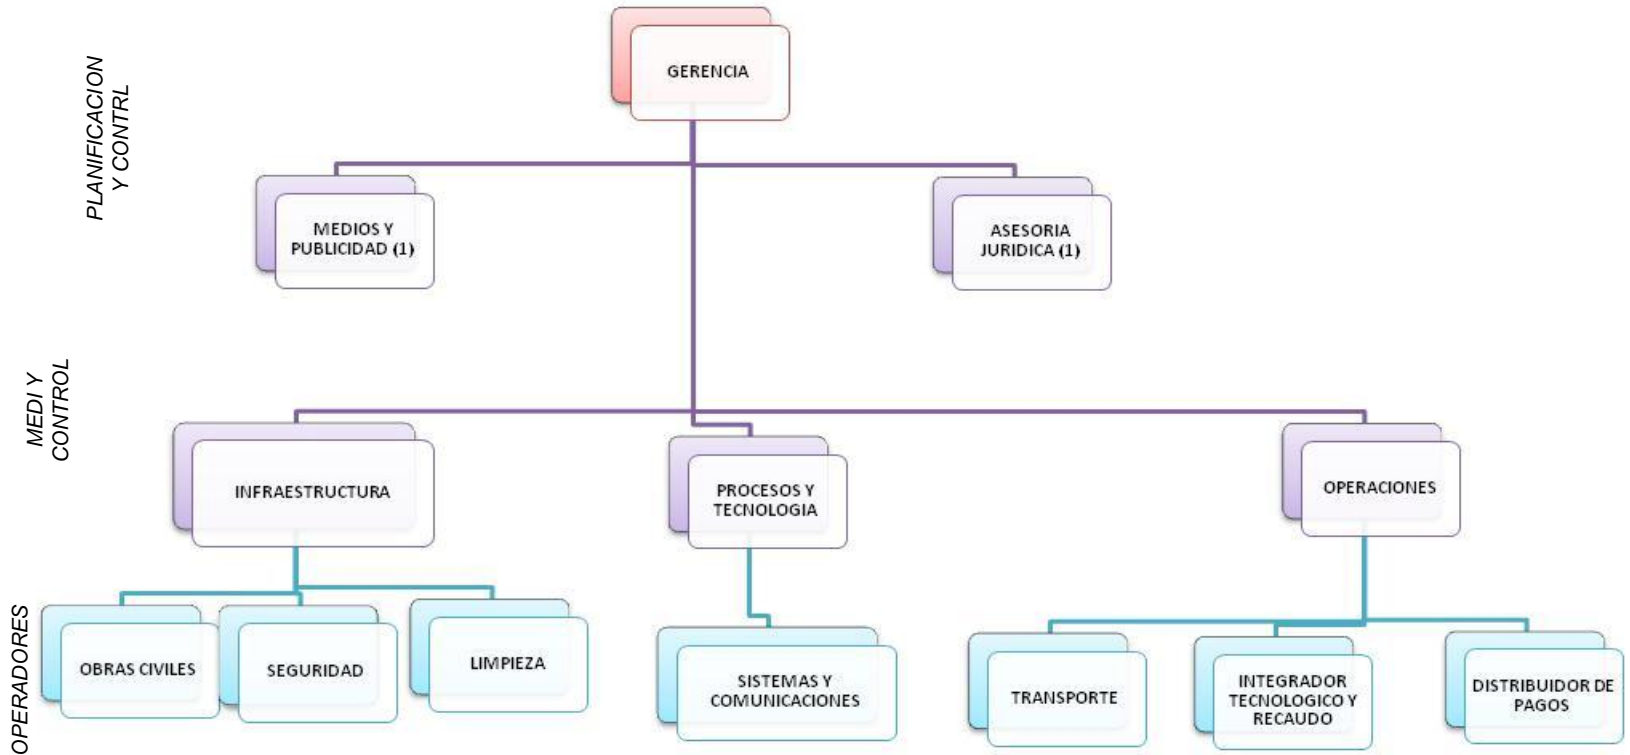 PLANIFICACION
Y CONTRL
GERENCIA
MEDIOS Y
PUBLICIDAD (1)
ASESORIA
JURIDICA (1)
MEDI Y
CONTROL
INFRAESTRUCTURA
PROCESOS Y
TECNOLOGIA
OPERACIONES
OPERADORES
OBRAS CIVILES
SEGURIDAD
LIMPIEZA
SISTEMAS Y
COMUNICACIONES
TRANSPORTE
INTEGRADOR
TECNOLOGICO Y
RECAUDO
DISTRIBUIDOR DE
PAGOS